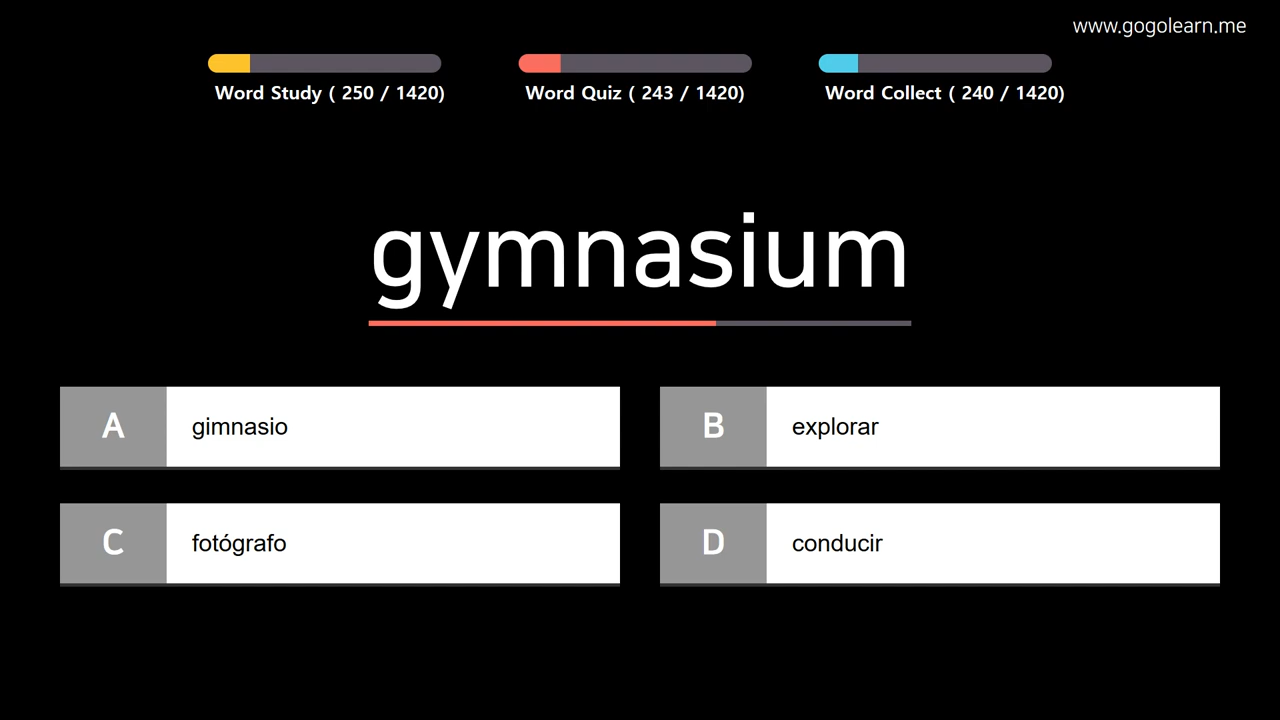 www.gogolearn.me
Word Study ( 250 / 1420)
Word Quiz ( 243 / 1420)
Word Collect ( 240 / 1420)
gymnasium
A gimnasio
B explorar
C fotógrafo
D conducir